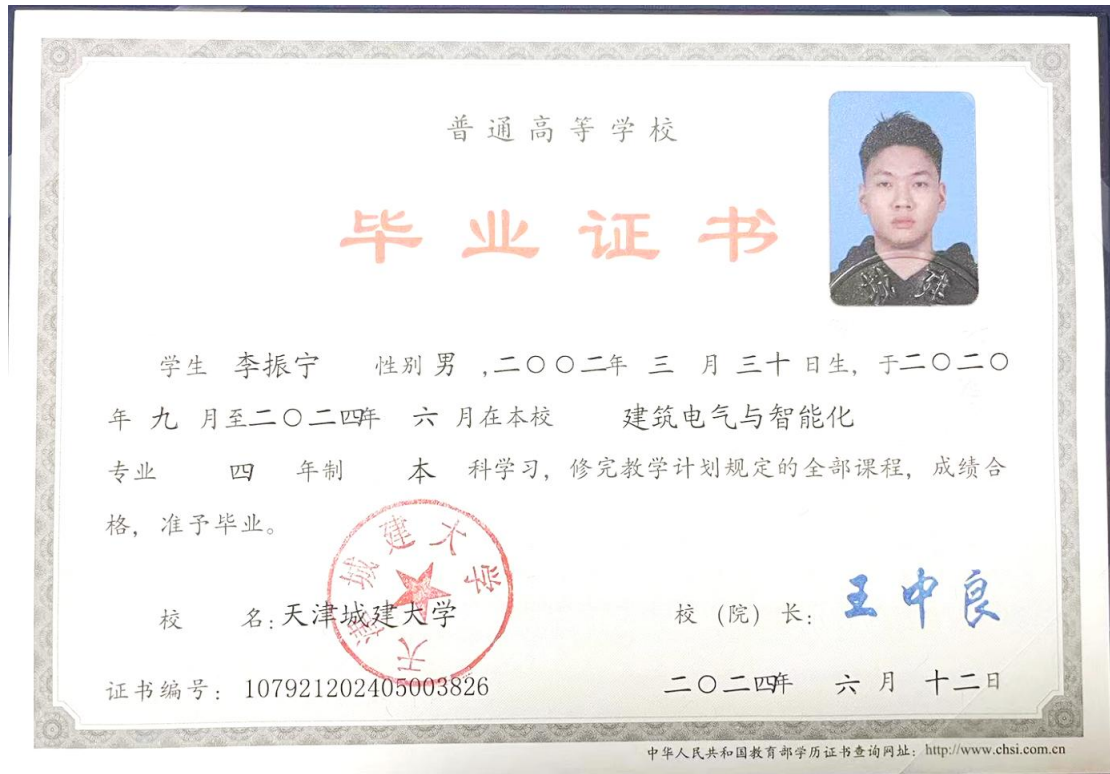 普通高等学校
毕业证书
学生 李振宁 性别 男 ,二〇〇二年 三 月 三十 日生，于二〇二〇
年 九 月至二〇二四年 六 月在本校 建筑电气与智能化
专业 四 年制 本 科学习，修完教学计划规定的全部课程，成绩合
格，准予毕业。
天津城建大学
校 名:天津城建大学 校（院）长: 王中良
证书编号: 107921202405003826 二〇二四年 六 月 十二日
中华人民共和国教育部学历证书查询网址: http://www.chsi.com.cn